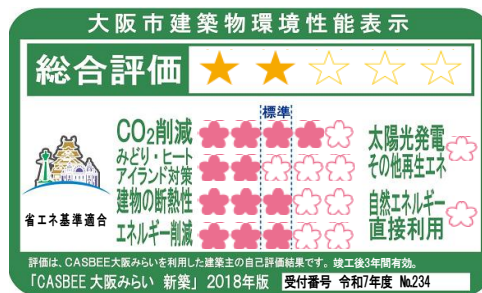 大阪市建築物環境性能表示
総合評価
標準
CO₂削減
みどり・ヒート
アイランド対策
建物の断熱性
エネルギー削減
太陽光発電
その他再生エネ
自然エネルギー
直接利用
省エネ基準適合
評価は、CASBEE大阪みらいを利用した建築主の自己評価結果です。竣工後3年間有効。
「CASBEE大阪みらい 新築」2018年版 受付番号 令和7年度 No.234